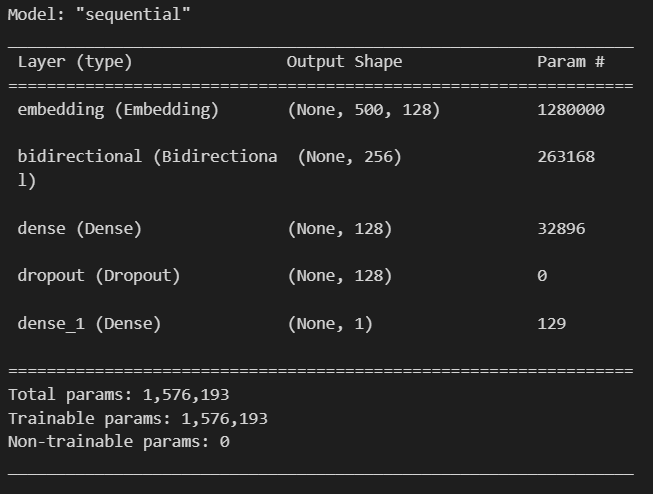 Model: "sequential"
_________________________________________________________________
Layer (type)                Output Shape              Param #
=================================================================
embedding (Embedding)       (None, 500, 128)          1280000
bidirectional (Bidirectiona  (None, 256)              263168
l)
dense (Dense)               (None, 128)               32896
dropout (Dropout)           (None, 128)               0
dense_1 (Dense)             (None, 1)                 129
=================================================================
Total params: 1,576,193
Trainable params: 1,576,193
Non-trainable params: 0
_________________________________________________________________